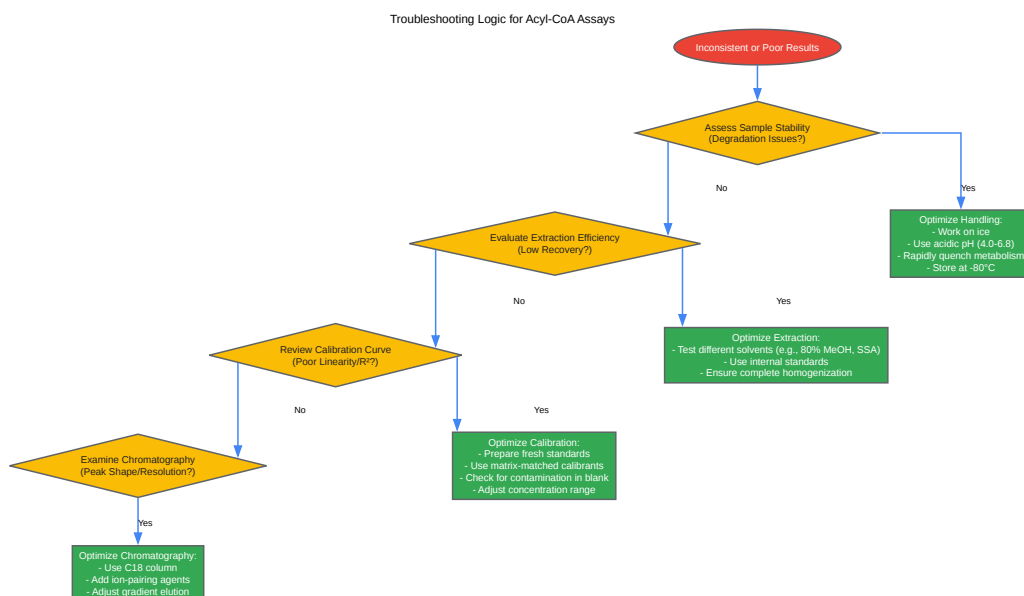 Troubleshooting Logic for Acyl-CoA Assays
Inconsistent or Poor Results
Assess Sample Stability
(Degradation Issues?)
No
Yes
Optimize Handling:
- Work on ice
- Use acidic pH (4.0-6.8)
- Rapidly quench metabolism
- Store at -80°C
Evaluate Extraction Efficiency
(Low Recovery?)
No
Yes
Optimize Extraction:
- Test different solvents (e.g., 80% MeOH, SSA)
- Use internal standards
- Ensure complete homogenization
Review Calibration Curve
(Poor Linearity/R²?)
No
Yes
Optimize Calibration:
- Prepare fresh standards
- Use matrix-matched calibrants
- Check for contamination in blank
- Adjust concentration range
Examine Chromatography
(Peak Shape/Resolution?)
Yes
Optimize Chromatography:
- Use C18 column
- Add ion-pairing agents
- Adjust gradient elution